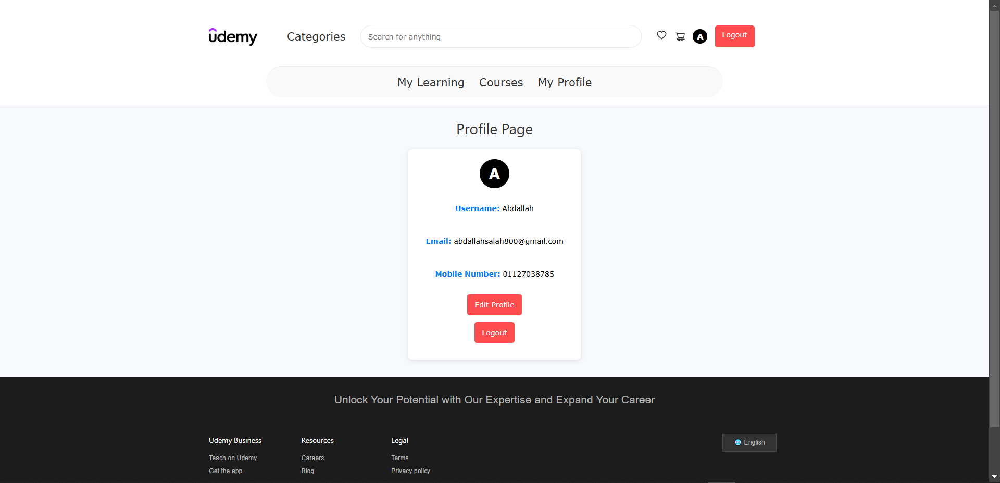 udemy
Categories
Search for anything
A
Logout
My Learning Courses My Profile
Profile Page
A
Username: Abdallah
Email: abdallahsalah800@gmail.com
Mobile Number: 01127038785
Edit Profile
Logout
Unlock Your Potential with Our Expertise and Expand Your Career
Udemy Business
Teach on Udemy
Get the app
Resources
Careers
Blog
Legal
Terms
Privacy policy
English